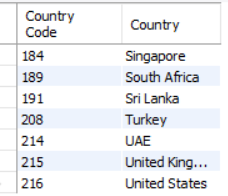 Country Code Country
184 Singapore
189 South Africa
191 Sri Lanka
208 Turkey
214 UAE
215 United King...
216 United States